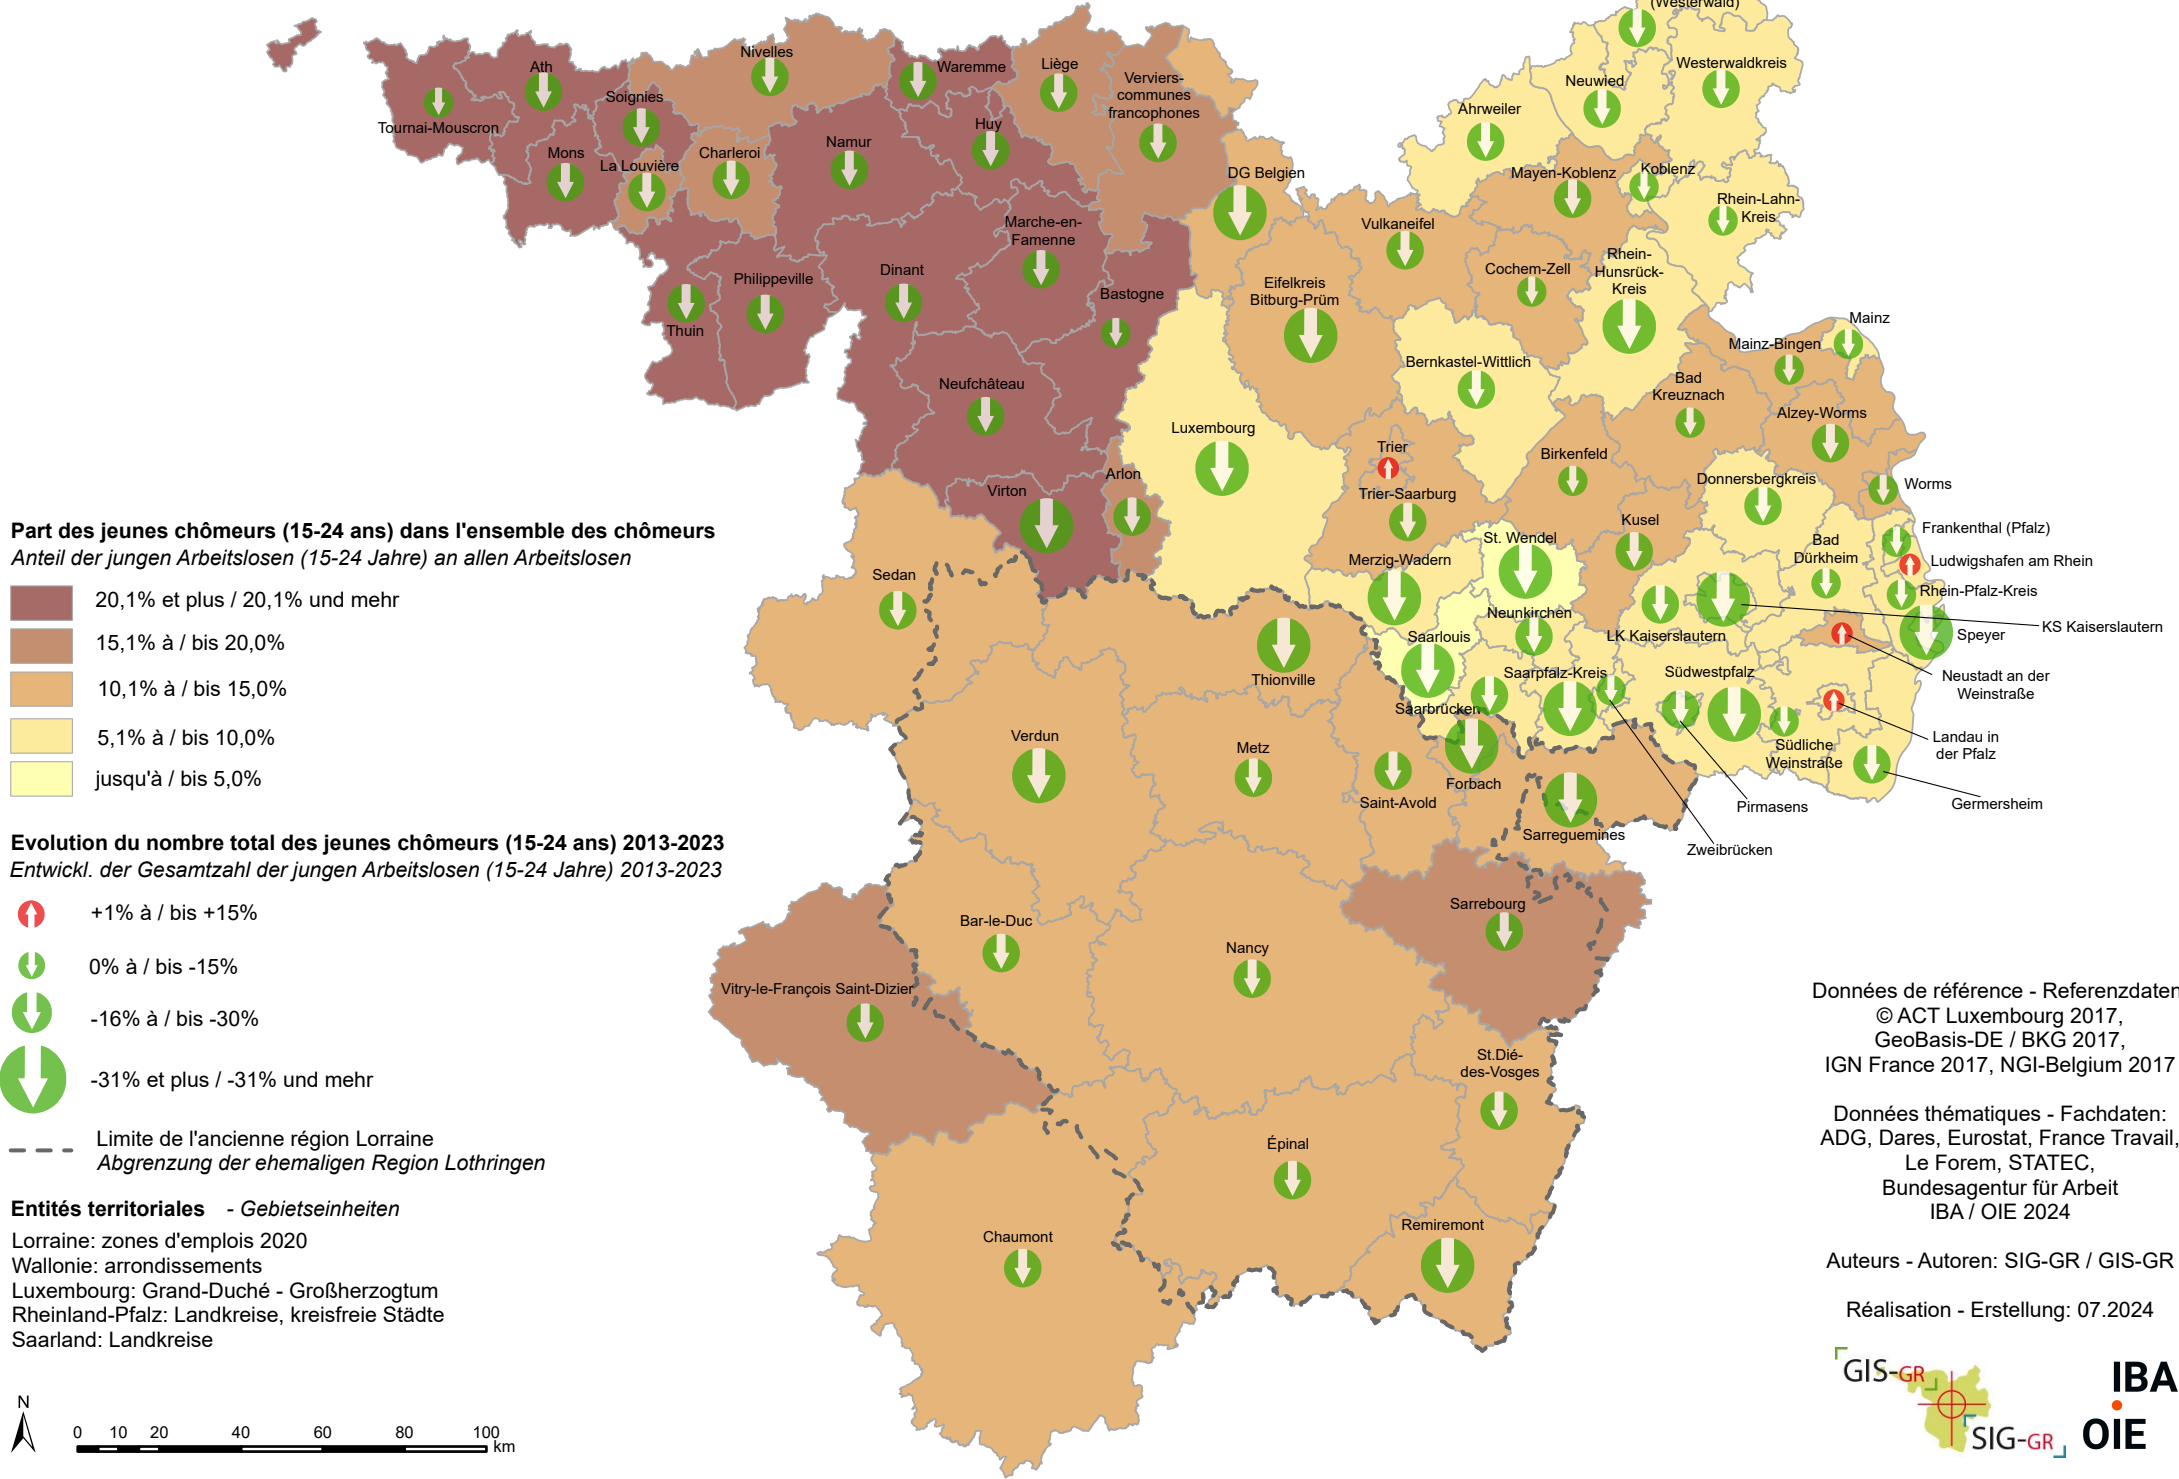 (Westerwald)
Nivelles
Ath
Waremme
Liège
Verviers-
communes
francophones
Westerwaldkreis
Neuwied
Ahrweiler
Soignies
Tournai-Mouscron
Huy
Mons
La Louvière
Charleroi
Namur
DG Belgien
Mayen-Koblenz
Koblenz
Rhein-Lahn-
Kreis
Marche-en-
Famenne
Vulkaneifel
Dinant
Philippeville
Bastogne
Eifelkreis
Bitburg-Prüm
Cochem-Zell
Rhein-
Hunsrück-
Kreis
Thuin
Mainz
Mainz-Bingen
Bernkastel-Wittlich
Neufchâteau
Bad
Kreuznach
Alzey-Worms
Luxembourg
Trier
Birkenfeld
Arlon
Virton
Trier-Saarburg
Donnersbergkreis
Worms
Kusel
Frankenthal (Pfalz)
St. Wendel
Bad
Dürkheim
Ludwigshafen am Rhein
Merzig-Wadern
Sedan
Rhein-Pfalz-Kreis
Neunkirchen
KS Kaiserslautern
Saarlouis
LK Kaiserslautern
Speyer
Thionville
Saarpfalz-Kreis
Südwestpfalz
Neustadt an der
Weinstraße
Saarbrücken
Verdun
Metz
Landau in
der Pfalz
Südliche
Weinstraße
Forbach
Saint-Avold
Pirmasens
Germersheim
Sarreguemines
Zweibrücken
Sarrebourg
Bar-le-Duc
Nancy
Vitry-le-François Saint-Dizier
St.Dié-
des-Vosges
Épinal
Remiremont
Chaumont
Part des jeunes chômeurs (15-24 ans) dans l'ensemble des chômeurs
Anteil der jungen Arbeitslosen (15-24 Jahre) an allen Arbeitslosen
20,1% et plus / 20,1% und mehr
15,1% à / bis 20,0%
10,1% à / bis 15,0%
5,1% à / bis 10,0%
jusqu'à / bis 5,0%
Evolution du nombre total des jeunes chômeurs (15-24 ans) 2013-2023
Entwickl. der Gesamtzahl der jungen Arbeitslosen (15-24 Jahre) 2013-2023
+1% à / bis +15%
0% à / bis -15%
-16% à / bis -30%
-31% et plus / -31% und mehr
Limite de l'ancienne région Lorraine
Abgrenzung der ehemaligen Region Lothringen
Entités territoriales - Gebietseinheiten
Lorraine: zones d'emplois 2020
Wallonie: arrondissements
Luxembourg: Grand-Duché - Großherzogtum
Rheinland-Pfalz: Landkreise, kreisfreie Städte
Saarland: Landkreise
N
0 10 20 40 60 80 100
km
Données de référence - Referenzdaten
© ACT Luxembourg 2017,
GeoBasis-DE / BKG 2017,
IGN France 2017, NGI-Belgium 2017
Données thématiques - Fachdaten:
ADG, Dares, Eurostat, France Travail,
Le Forem, STATEC,
Bundesagentur für Arbeit
IBA / OIE 2024
Auteurs - Autoren: SIG-GR / GIS-GR
Réalisation - Erstellung: 07.2024
GIS-GR
SIG-GR
IBA
OIE